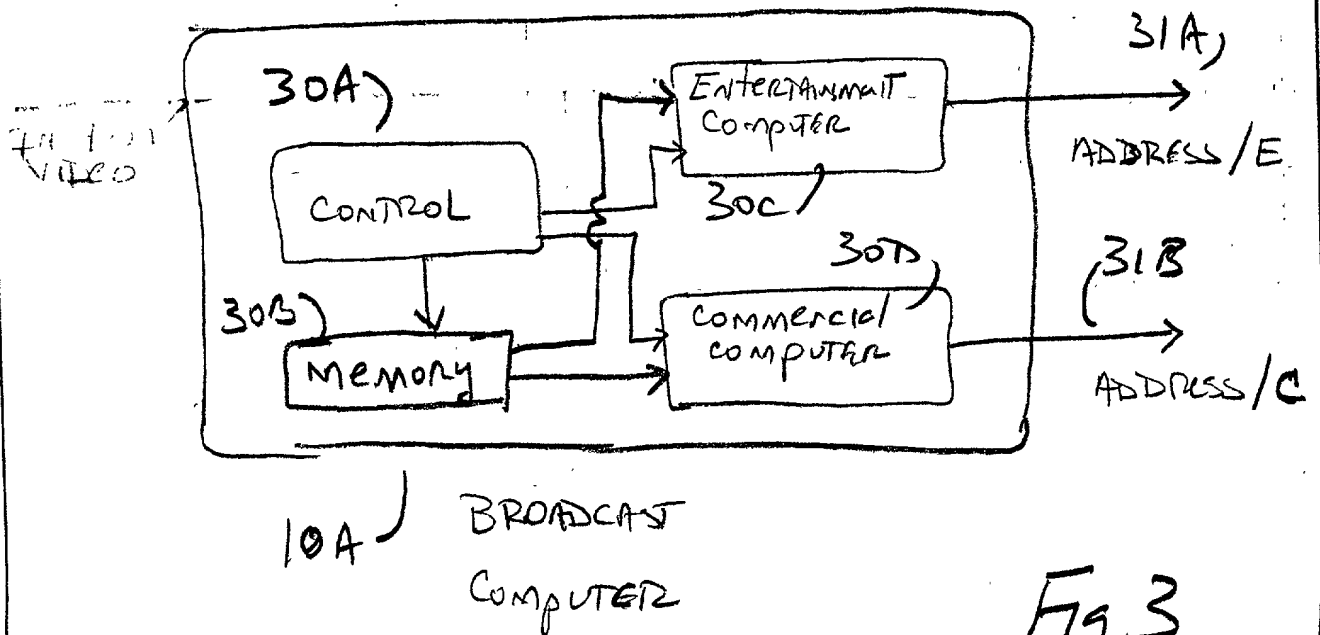 31A
30A
Entertainment
Computer
ADDRESS/E
VIDEO
CONTROL
30C
30D
31B
30B
Commercial
Computer
Memory
ADDRESS/C
10A
BROADCAST
Computer
Fig. 3